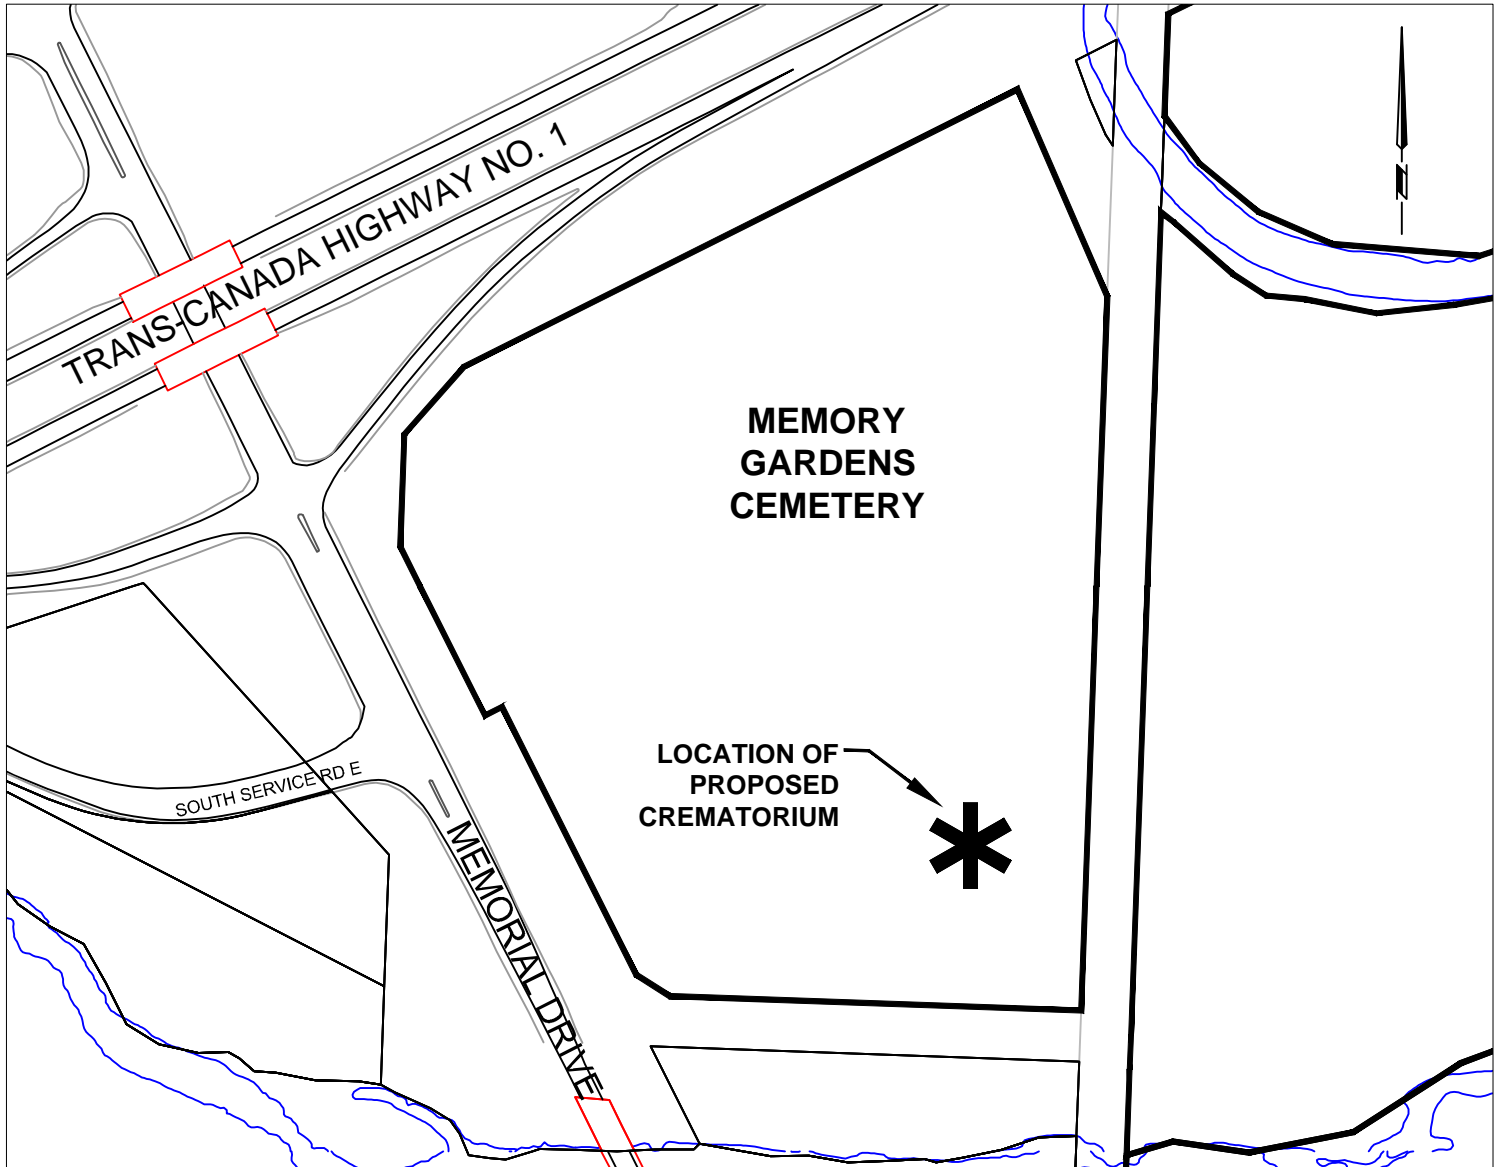 TRANS-CANADA HIGHWAY NO. 1
N
MEMORY
GARDENS
CEMETERY
LOCATION OF
PROPOSED
CREMATORIUM
SOUTH SERVICE RD E
MEMORIAL DRIVE